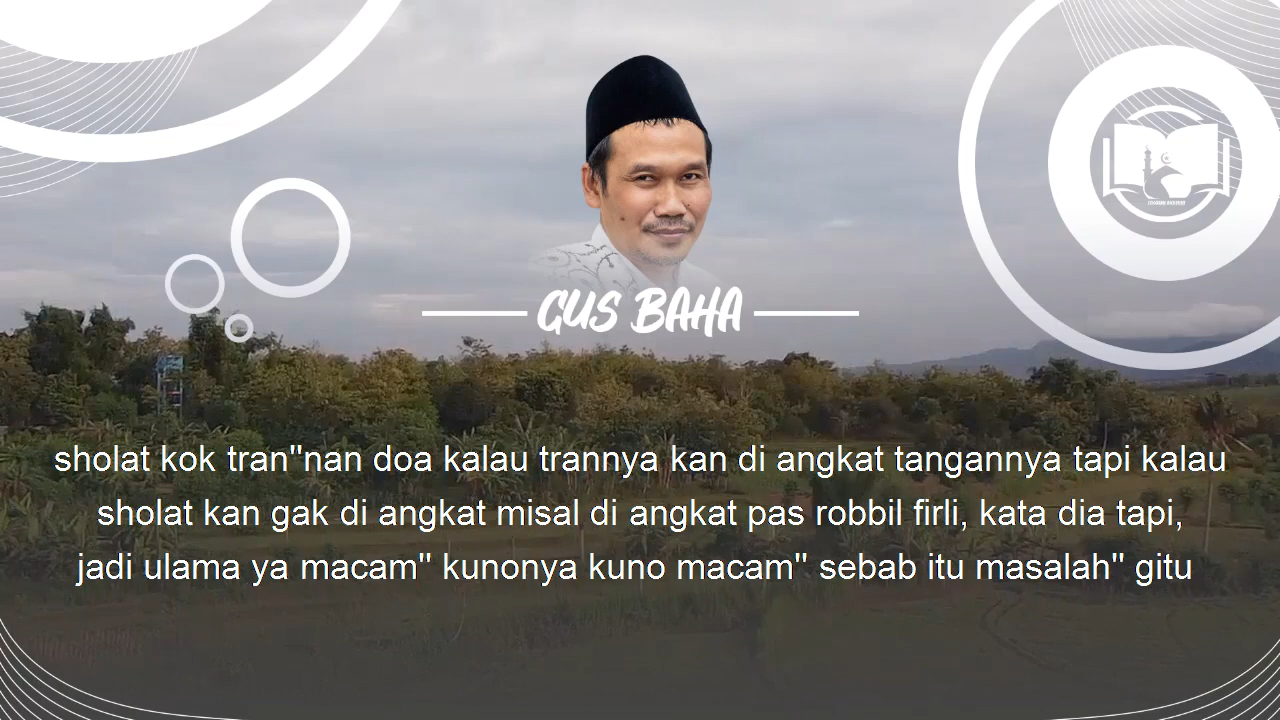 GUS BAHA
sholat kok tran"nan doa kalau trannya kan di angkat tangannya tapi kalau
sholat kan gak di angkat misal di angkat pas robbil firli, kata dia tapi,
jadi ulama ya macam" kunonya kuno macam" sebab itu masalah" gitu